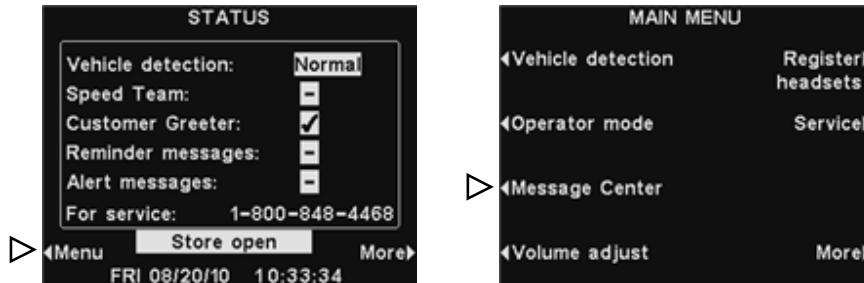 STATUS
Vehicle detection: Normal
Speed Team: -
Customer Greeter: ✓
Reminder messages: -
Alert messages: -
For service: 1-800-848-4468
Store open
Menu More
FRI 08/20/10 10:33:34
MAIN MENU
Vehicle detection Register
headsets
Operator mode Service
Message Center
Volume adjust More